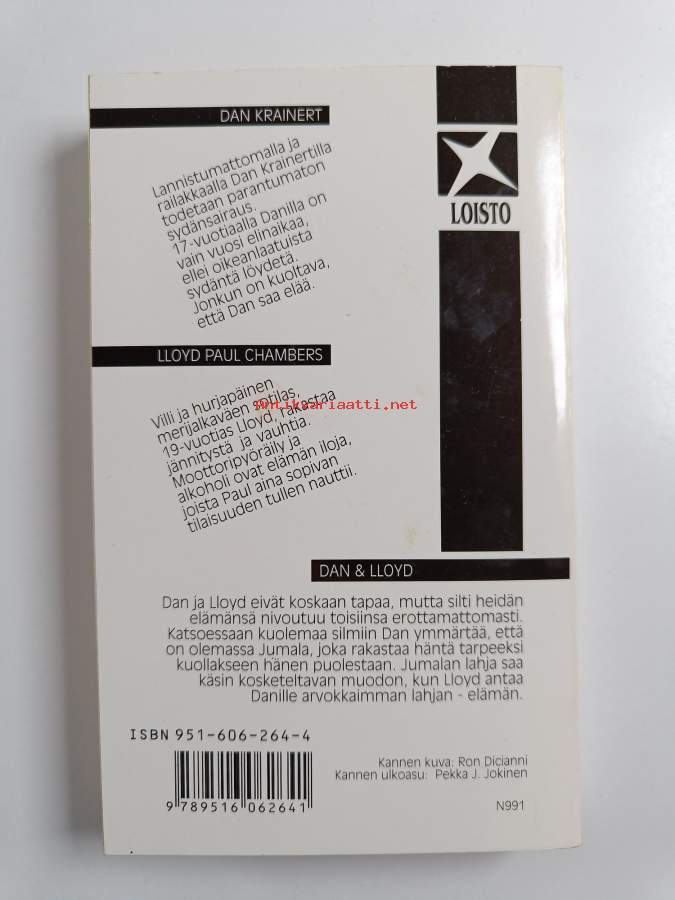 DAN KRAINERT
Lannistumattomalla ja
railakkaalla Dan Krainertilla
todetaan parantumaton
sydänsairaus.
17-vuotiaalla Danilla on
vain vuosi elinaikaa,
ellei oikeanlaatuista
sydäntä löydetä.
Jonkun on kuoltava,
että Dan saa elää.
LOISTO
LLOYD PAUL CHAMBERS
Villi ja hurjapäinen
merijalkaväen sotilas,
19-vuotias Lloyd, rakastaa
jännitystä ja vauhtia.
Moottoripyöräily ja
alkoholi ovat elämän iloja,
joista Paul aina sopivan
tilaisuuden tullen nauttii.
Antikvariaatti.net
DAN & LLOYD
Dan ja Lloyd eivät koskaan tapaa, mutta silti heidän
elämänsä nivoutuu toisiinsa erottamattomasti.
Katsoessaan kuolemaa silmiin Dan ymmärtää, että
on olemassa Jumala, joka rakastaa häntä tarpeeksi
kuollakseen hänen puolestaan. Jumalan lahja saa
käsin kosketeltavan muodon, kun Lloyd antaa
Danille arvokkaimman lahjan - elämän.
ISBN 951-606-264-4
9 789516 062641
Kannen kuva: Ron Dicianni
Kannen ulkoasu: Pekka J. Jokinen
N991